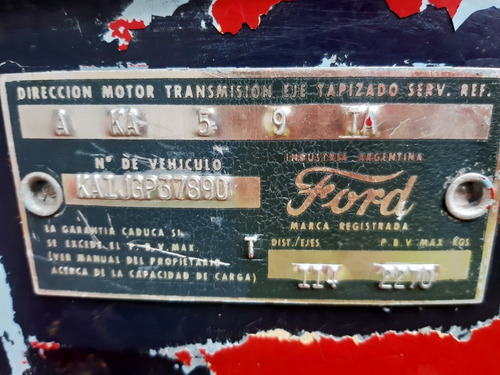 DIRECCION MOTOR TRANSMISIÓN EJE TAPIZADO SERV. REF.
A KA 5 9 TA
Nº DE VEHICULO
KA1JGP37890
INDUSTRIA ARGENTINA
Ford
MARCA REGISTRADA
LA GARANTIA CADUCA SI
SE EXCEDE EL P.B.V. MAX.
(VER MANUAL DEL PROPIETARIO
ACERCA DE LA CAPACIDAD DE CARGA)
T
DIST./EJES P.B.V MAX KGS
114 2270